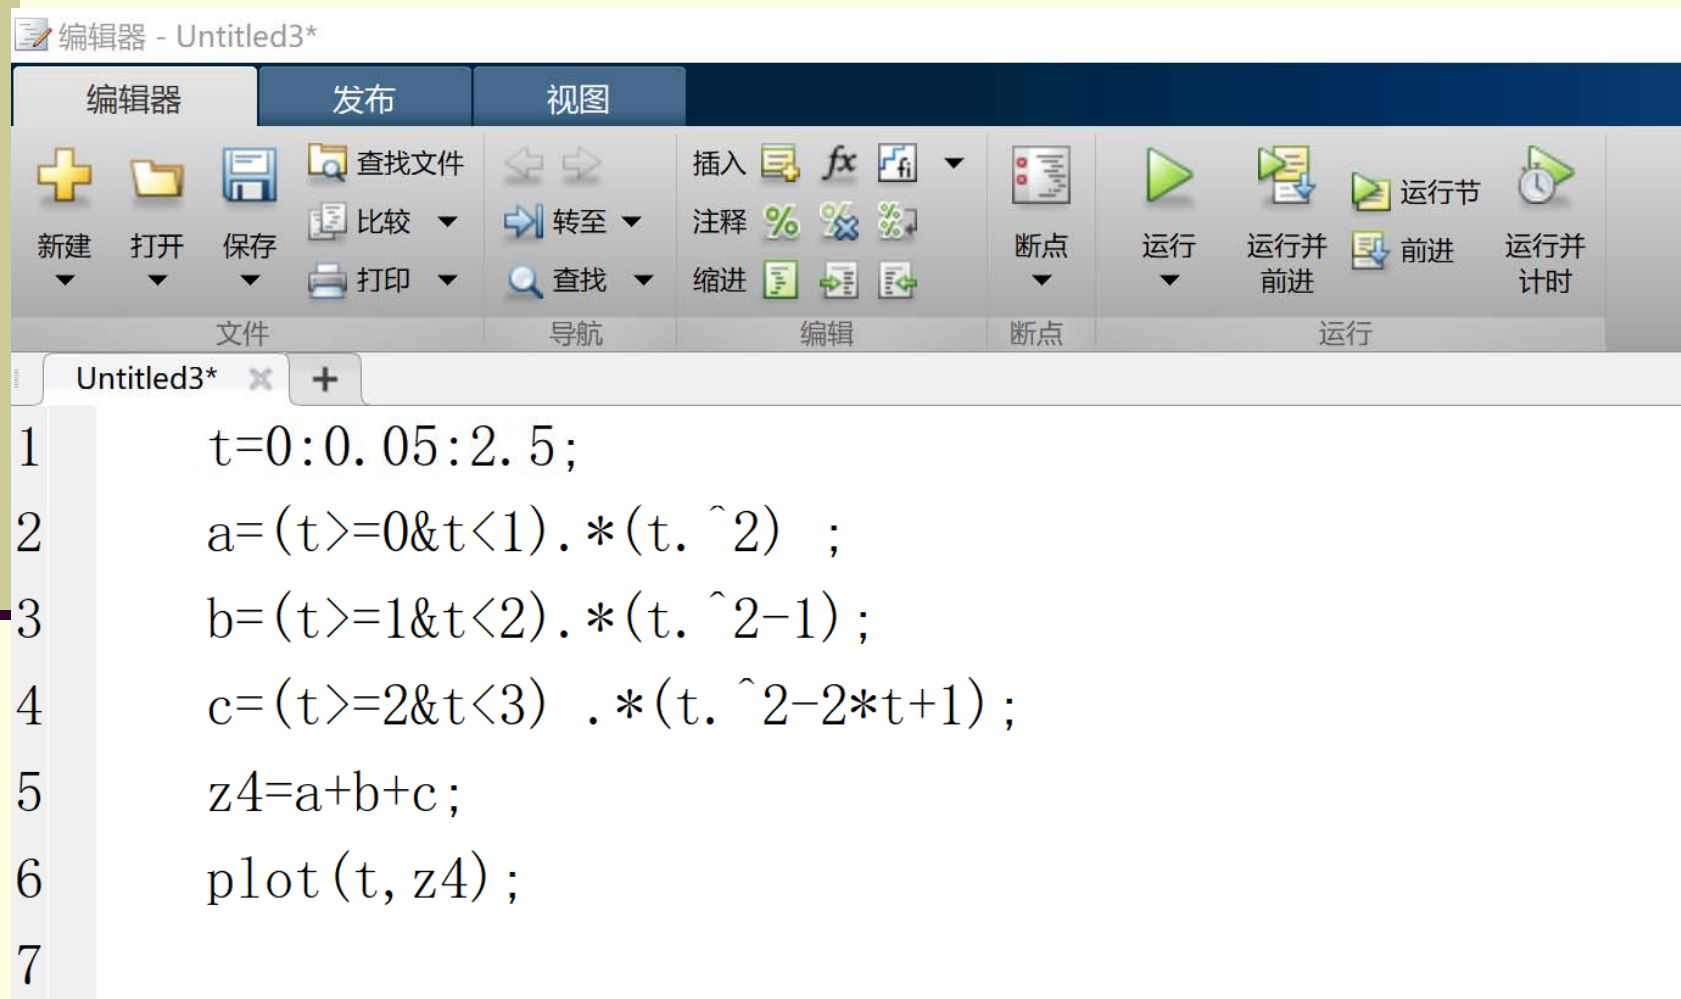 编辑器 - Untitled3*
编辑器 发布 视图
新建 打开 保存 查找文件 比较 打印
文件
转至 查找
导航
插入 fx fi
注释 % % %
缩进
编辑
断点
断点
运行 运行并前进 运行节 前进 运行并计时
运行
Untitled3* +
1 t=0:0.05:2.5;
2 a=(t>=0&t<1).*(t.^2) ;
3 b=(t>=1&t<2).*(t.^2-1);
4 c=(t>=2&t<3) .*(t.^2-2*t+1);
5 z4=a+b+c;
6 plot(t,z4);
7